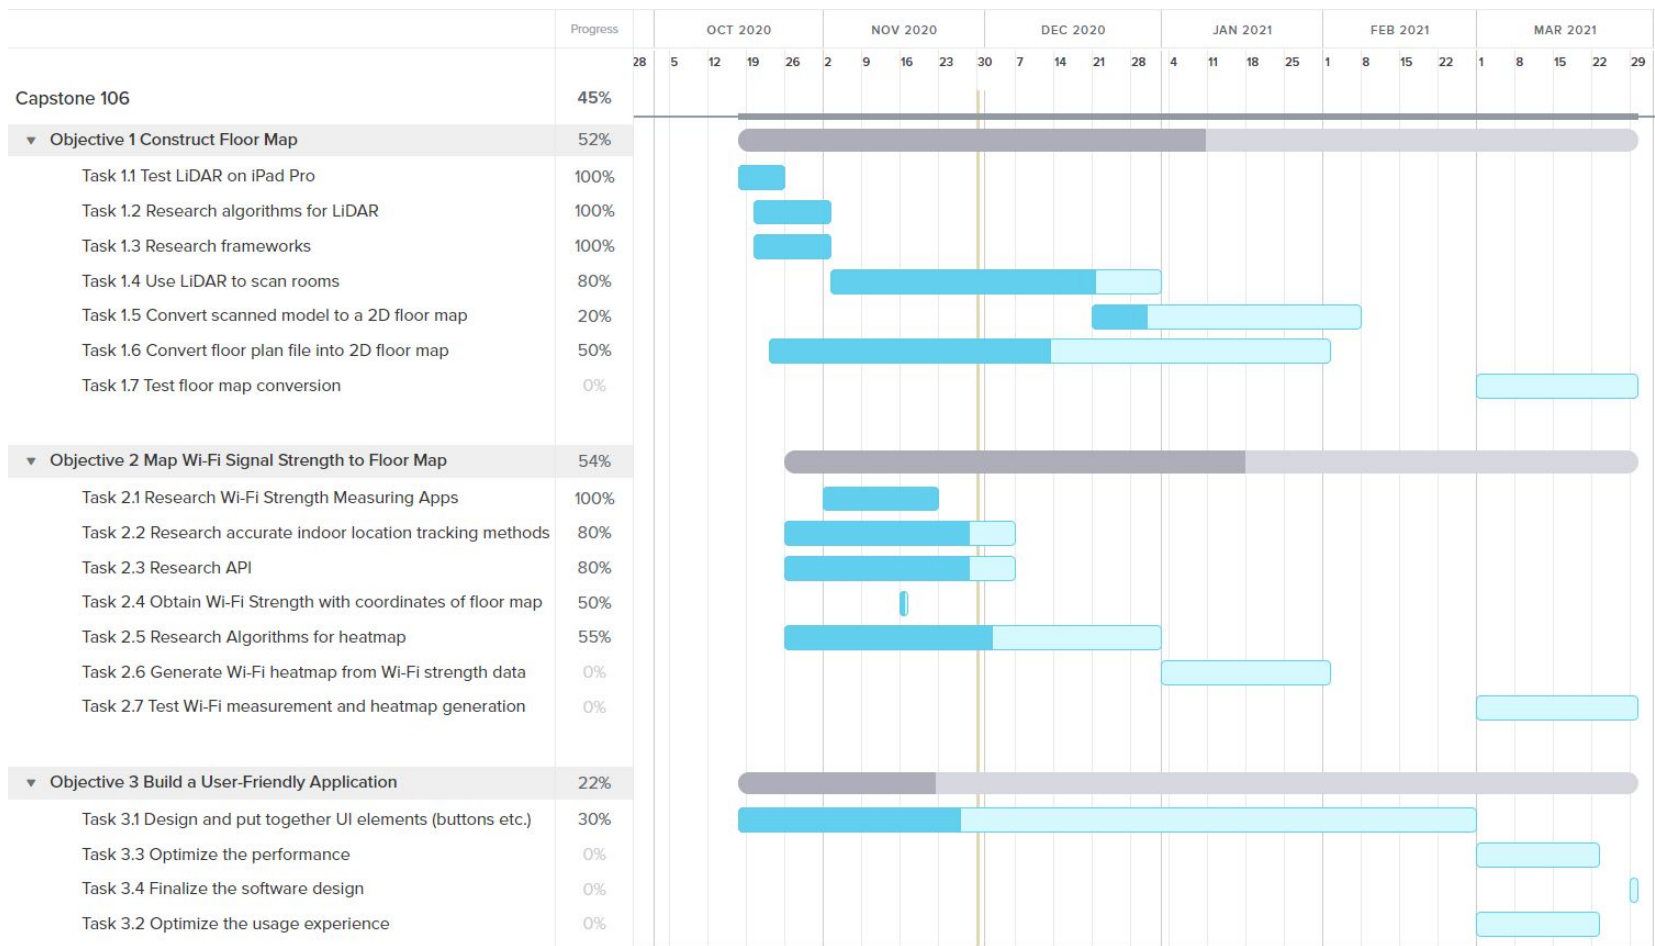 Progress OCT 2020 NOV 2020 DEC 2020 JAN 2021 FEB 2021 MAR 2021
28 5 12 19 26 2 9 16 23 30 7 14 21 28 4 11 18 25 1 8 15 22 1 8 15 22 29
Capstone 106 45%
Objective 1 Construct Floor Map 52%
Task 1.1 Test LiDAR on iPad Pro 100%
Task 1.2 Research algorithms for LiDAR 100%
Task 1.3 Research frameworks 100%
Task 1.4 Use LiDAR to scan rooms 80%
Task 1.5 Convert scanned model to a 2D floor map 20%
Task 1.6 Convert floor plan file into 2D floor map 50%
Task 1.7 Test floor map conversion 0%
Objective 2 Map Wi-Fi Signal Strength to Floor Map 54%
Task 2.1 Research Wi-Fi Strength Measuring Apps 100%
Task 2.2 Research accurate indoor location tracking methods 80%
Task 2.3 Research API 80%
Task 2.4 Obtain Wi-Fi Strength with coordinates of floor map 50%
Task 2.5 Research Algorithms for heatmap 55%
Task 2.6 Generate Wi-Fi heatmap from Wi-Fi strength data 0%
Task 2.7 Test Wi-Fi measurement and heatmap generation 0%
Objective 3 Build a User-Friendly Application 22%
Task 3.1 Design and put together UI elements (buttons etc.) 30%
Task 3.3 Optimize the performance 0%
Task 3.4 Finalize the software design 0%
Task 3.2 Optimize the usage experience 0%